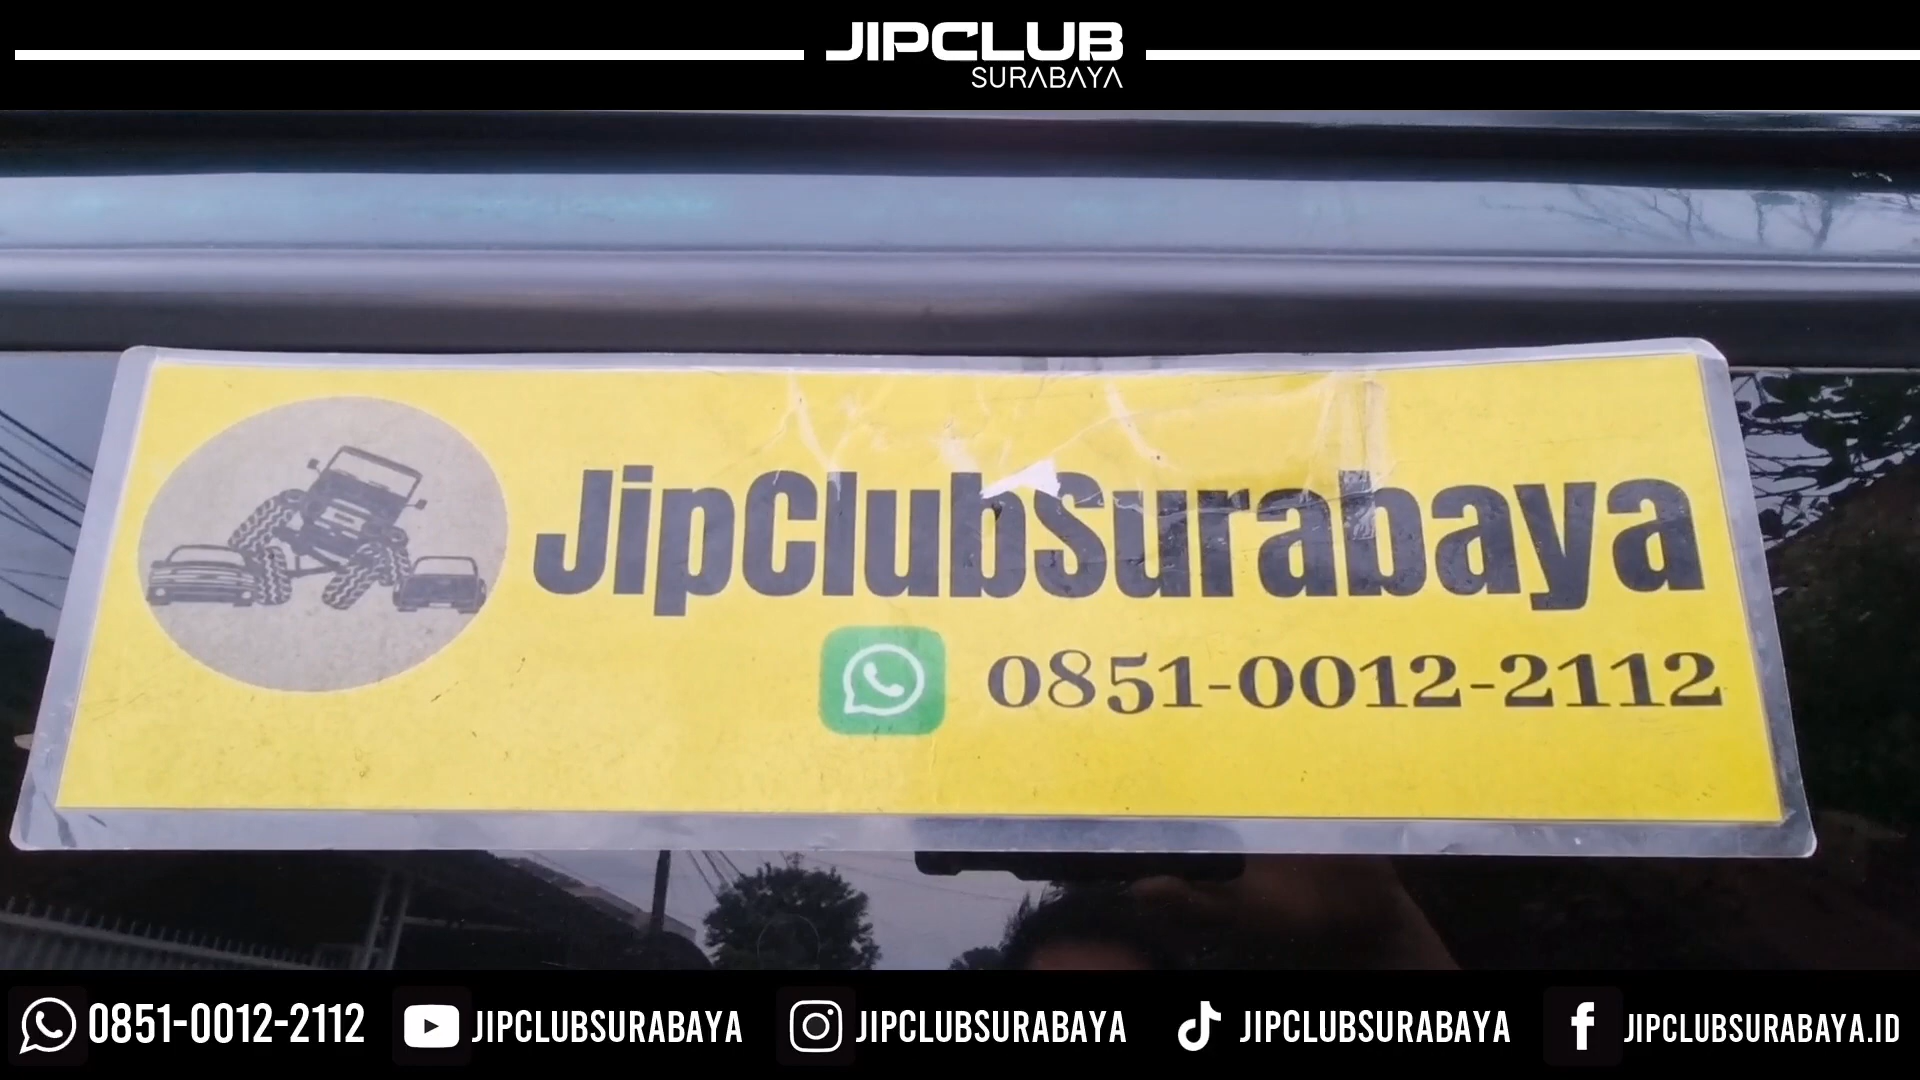 JIPCLUB
SURABAYA
JipClubSurabaya
0851-0012-2112
0851-0012-2112 JIPCLUBSURABAYA JIPCLUBSURABAYA JIPCLUBSURABAYA JIPCLUBSURABAYA.ID